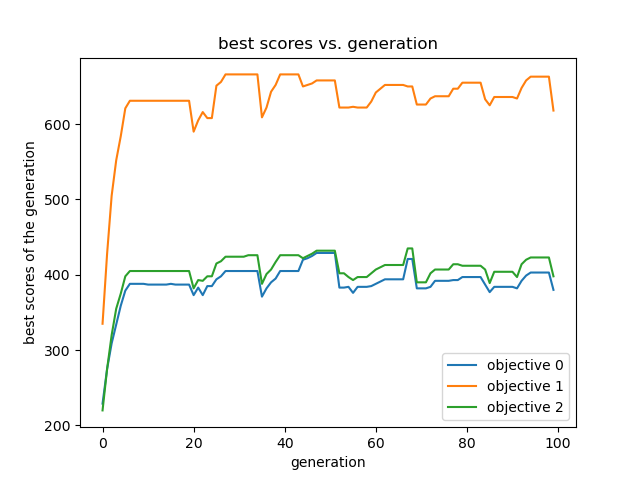 best scores vs. generation
best scores of the generation
600
500
400
300
200
0 20 40 60 80 100
generation
objective 0
objective 1
objective 2